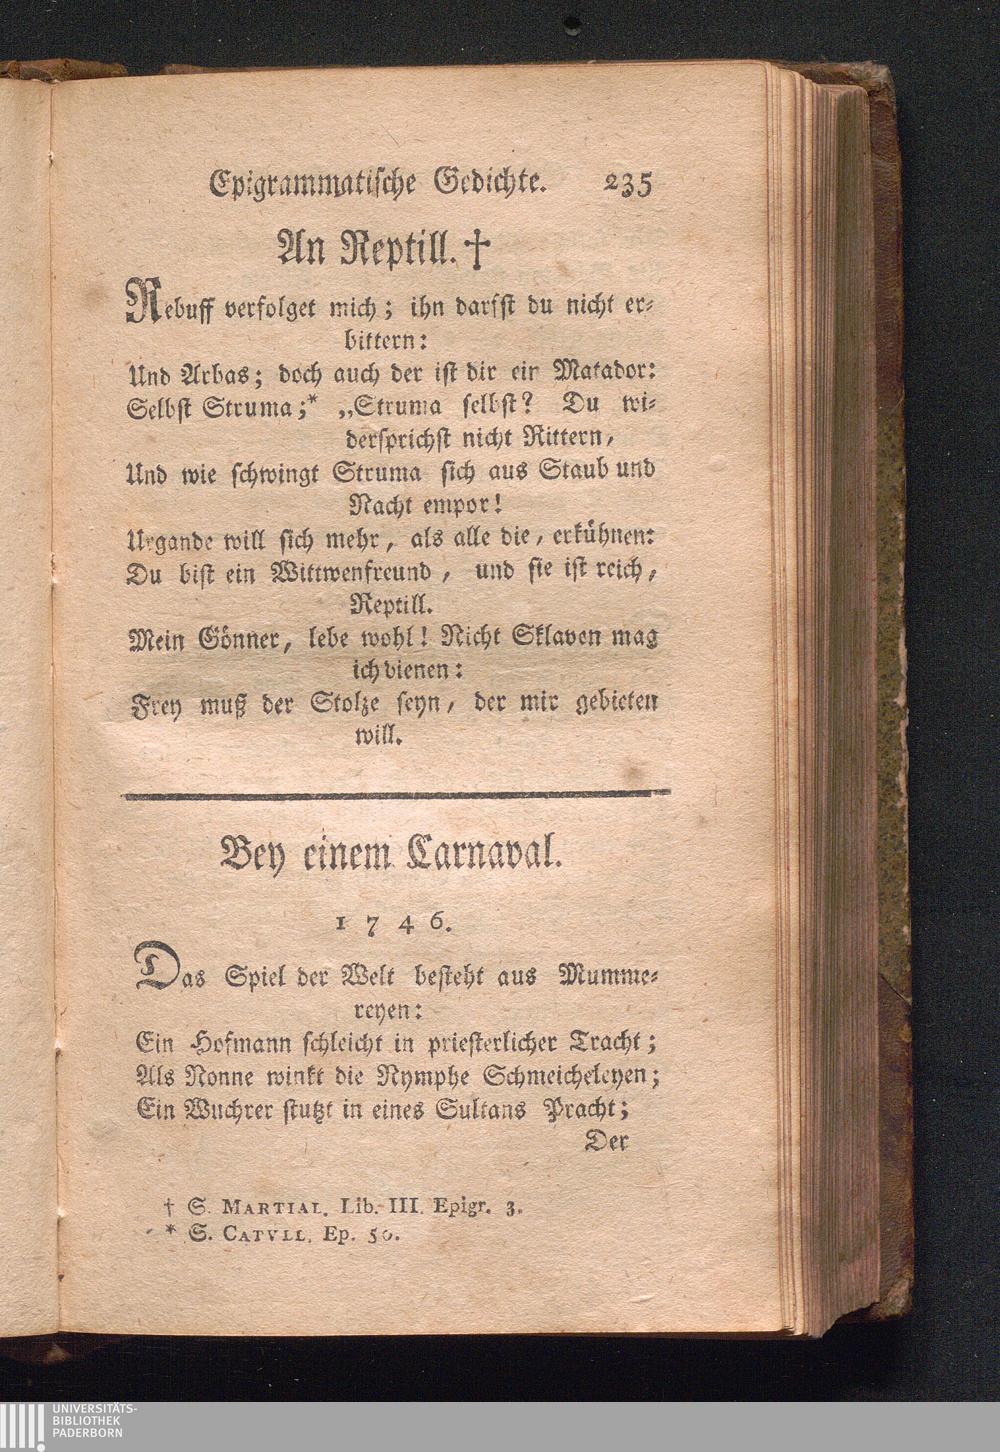 Epigrammatische Gedichte. 235
An Reptill. †
Rebuff verfolget mich; ihn darfst du nicht er-
bittern:
Und Arbas; doch auch der ist dir ein Matador:
Selbst Struma;* „Struma selbst? Du wi-
dersprichst nicht Rittern,
Und wie schwingt Struma sich aus Staub und
Nacht empor!
Urgande will sich mehr, als alle die, erkühnen:
Du bist ein Wittwenfreund, und sie ist reich,
Reptill.
Mein Gönner, lebe wohl! Nicht Sklaven mag
ich dienen:
Frey muß der Stolze seyn, der mir gebieten
will.
Bey einem Carnaval.
1746.
Das Spiel der Welt besteht aus Mumme-
reyen:
Ein Hofmann schleicht in priesterlicher Tracht;
Als Nonne winkt die Nymphe Schmeicheleyen;
Ein Wuchrer stutzt in eines Sultans Pracht;
Der
† S. MARTIAL. Lib. III. Epigr. 3.
* S. CATVLL. Ep. 50.
UNIVERSITÄTS-
BIBLIOTHEK
PADERBORN